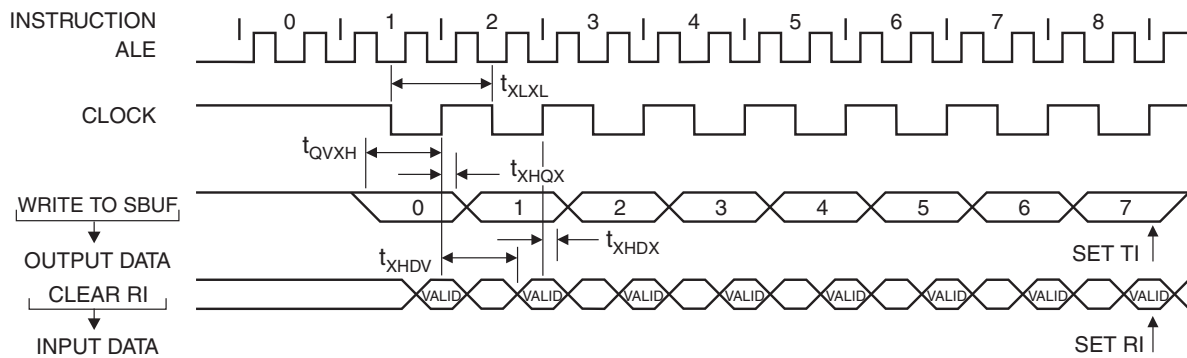 INSTRUCTION 0 1 2 3 4 5 6 7 8
ALE
tXLXL
CLOCK
tQVXH
tXHQX
WRITE TO SBUF
0 1 2 3 4 5 6 7
tXHDV
tXHDX
SET TI
OUTPUT DATA
CLEAR RI
VALID VALID VALID VALID VALID VALID VALID VALID
SET RI
INPUT DATA